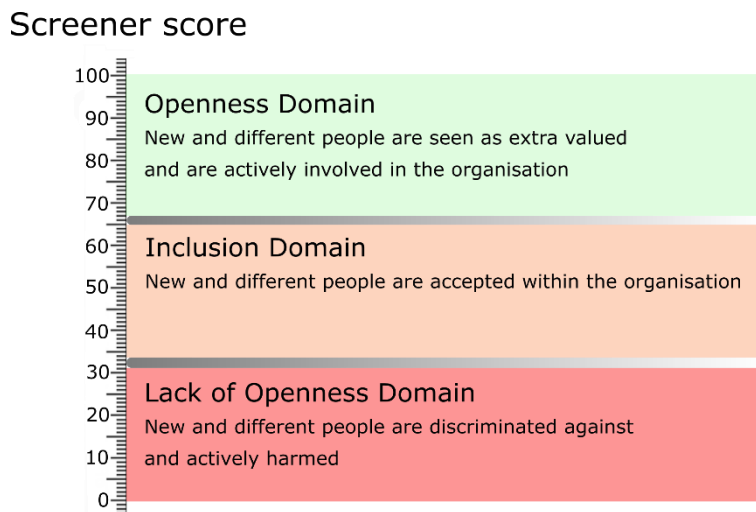 Screener score
100
90
80
70
60
50
40
30
20
10
0
Openness Domain
New and different people are seen as extra valued
and are actively involved in the organisation
Inclusion Domain
New and different people are accepted within the organisation
Lack of Openness Domain
New and different people are discriminated against
and actively harmed